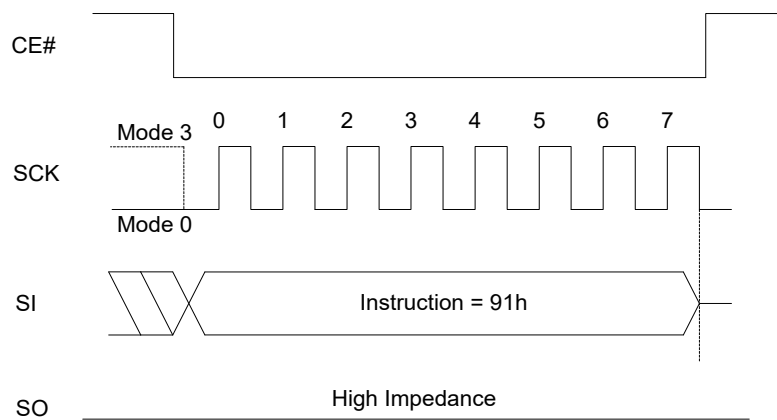 CE#
0 1 2 3 4 5 6 7
Mode 3
SCK
Mode 0
SI
Instruction = 91h
High Impedance
SO